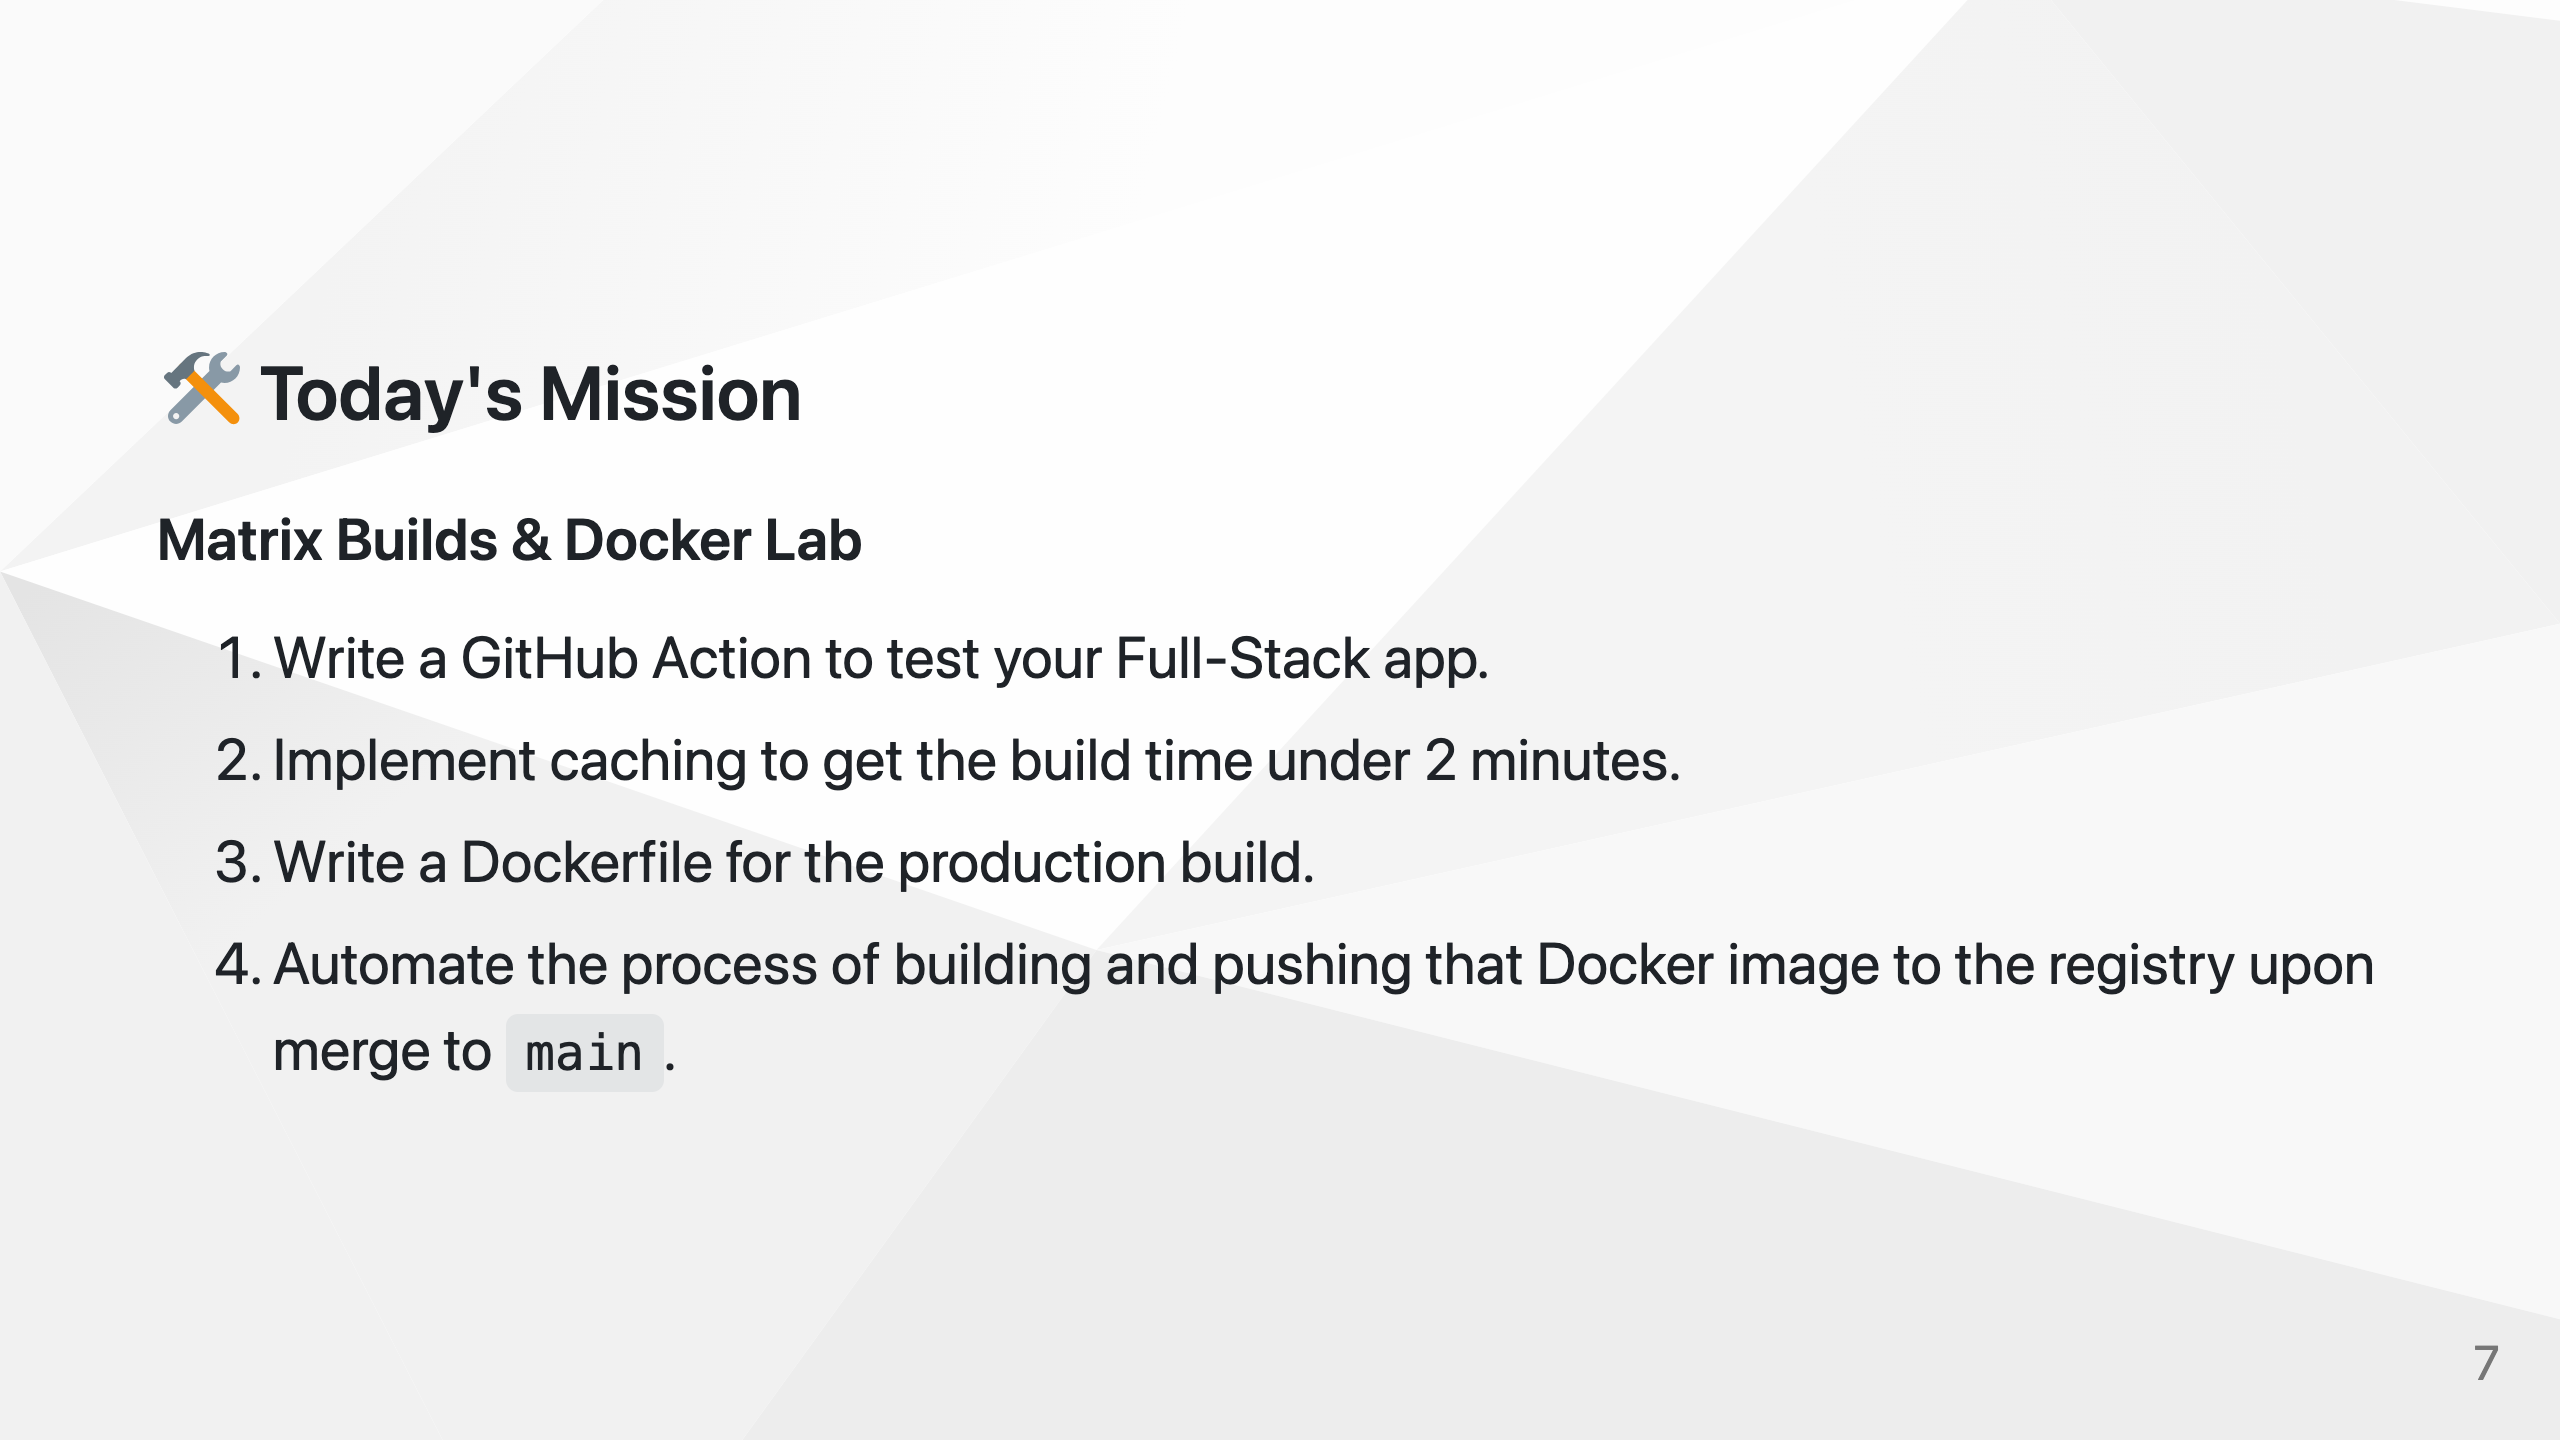 🛠️ Today's Mission
Matrix Builds & Docker Lab
1. Write a GitHub Action to test your Full-Stack app.
2. Implement caching to get the build time under 2 minutes.
3. Write a Dockerfile for the production build.
4. Automate the process of building and pushing that Docker image to the registry upon
merge to main.
7